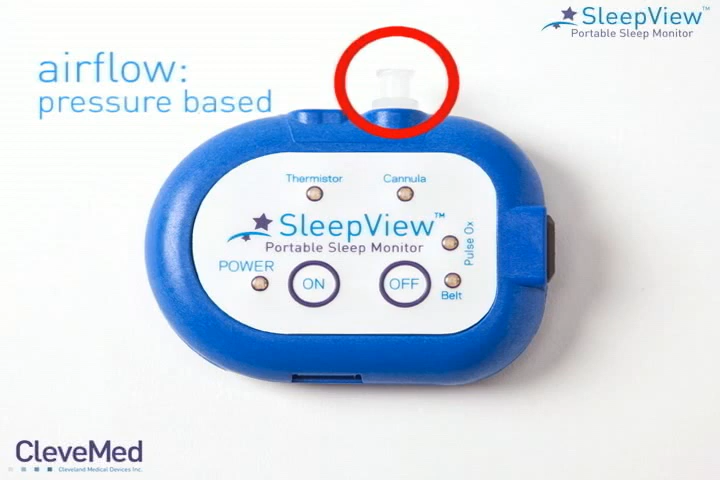 SleepView™
Portable Sleep Monitor
airflow:
pressure based
Thermistor
Cannula
SleepView™
Portable Sleep Monitor
Pulse Ox
POWER
ON
OFF
Belt
CleveMed
Cleveland Medical Devices Inc.